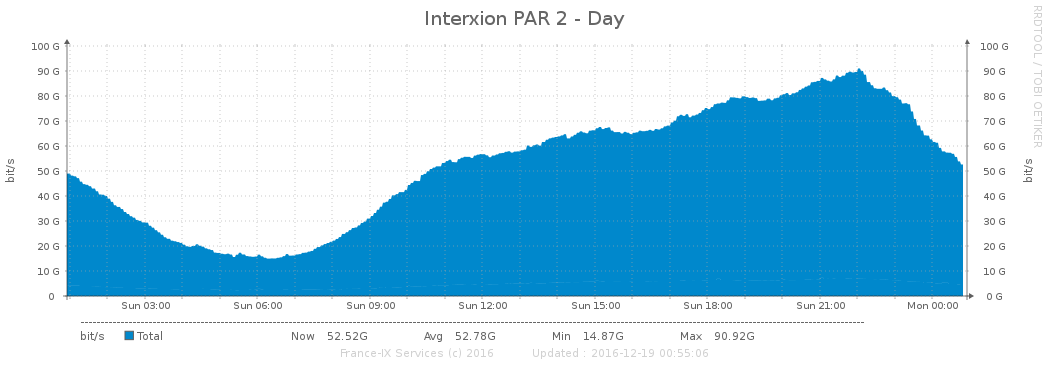 Interxion PAR 2 - Day
RRDTOOL / TOBI OETIKER
100 G 100 G
90 G 90 G
80 G 80 G
70 G 70 G
60 G 60 G
50 G 50 G
40 G 40 G
30 G 30 G
20 G 20 G
10 G 10 G
0 0 G
bit/s bit/s
Sun 03:00 Sun 06:00 Sun 09:00 Sun 12:00 Sun 15:00 Sun 18:00 Sun 21:00 Mon 00:00
bit/s Total Now 52.52G Avg 52.78G Min 14.87G Max 90.92G
France-IX Services (c) 2016 Updated : 2016-12-19 00:55:06